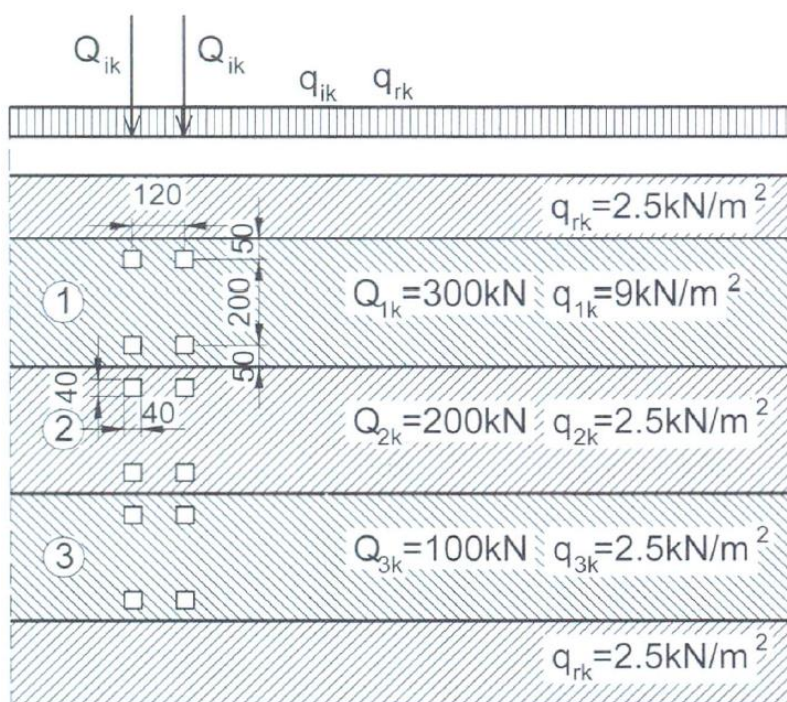 Q_ik Q_ik
q_ik q_rk
120
q_rk=2.5kN/m²
50
1
200
Q_1k=300kN q_1k=9kN/m²
50
40
40
2
Q_2k=200kN q_2k=2.5kN/m²
3
Q_3k=100kN q_3k=2.5kN/m²
q_rk=2.5kN/m²